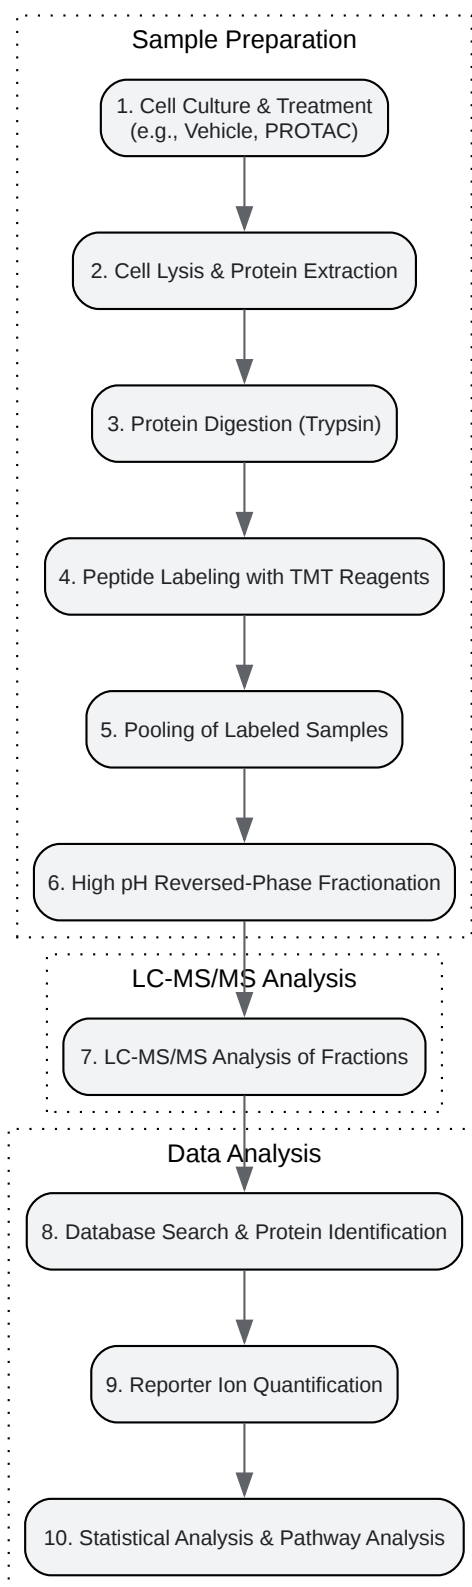 Sample Preparation
1. Cell Culture & Treatment
(e.g., Vehicle, PROTAC)
2. Cell Lysis & Protein Extraction
3. Protein Digestion (Trypsin)
4. Peptide Labeling with TMT Reagents
5. Pooling of Labeled Samples
6. High pH Reversed-Phase Fractionation
LC-MS/MS Analysis
7. LC-MS/MS Analysis of Fractions
Data Analysis
8. Database Search & Protein Identification
9. Reporter Ion Quantification
10. Statistical Analysis & Pathway Analysis